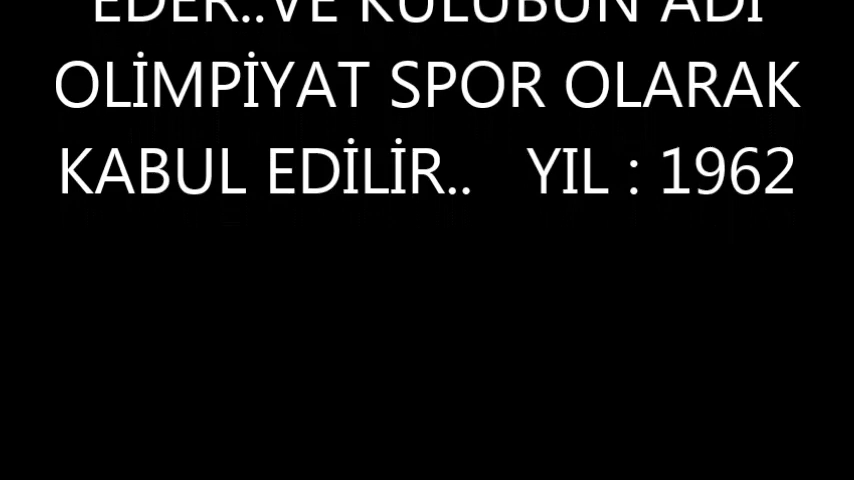 EDER..VE KULÜBÜN ADI
OLİMPİYAT SPOR OLARAK
KABUL EDİLİR.. YIL : 1962